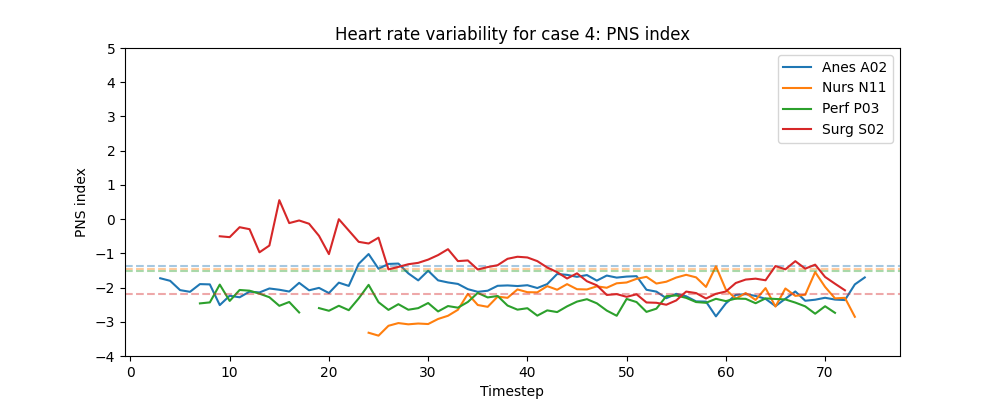 Heart rate variability for case 4: PNS index
PNS index
5
4
3
2
1
0
−1
−2
−3
−4
0 10 20 30 40 50 60 70
Timestep
Anes A02
Nurs N11
Perf P03
Surg S02